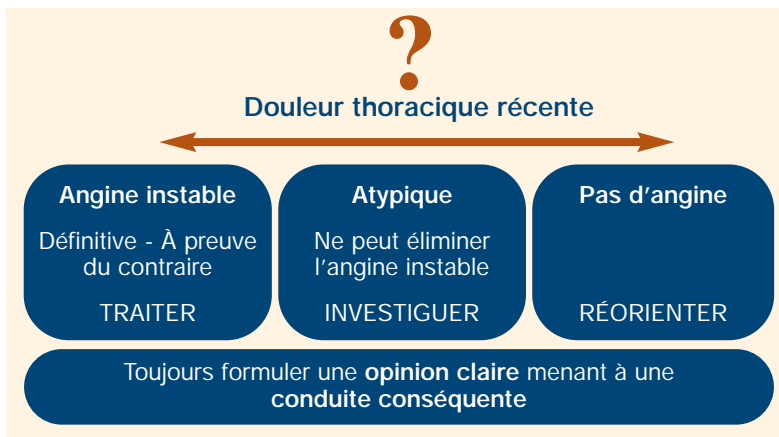 ?
Douleur thoracique récente
Angine instable
Définitive - À preuve
du contraire
TRAITER
Atypique
Ne peut éliminer
l'angine instable
INVESTIGUER
Pas d'angine
RÉORIENTER
Toujours formuler une opinion claire menant à une
conduite conséquente